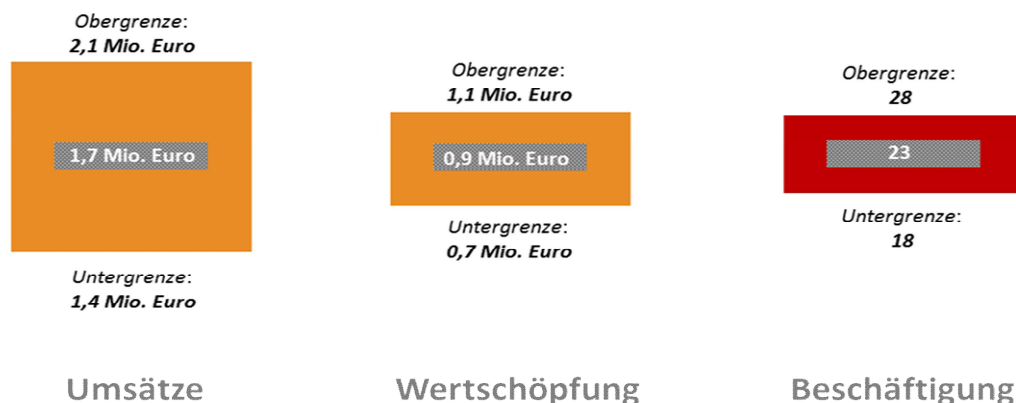 Obergrenze:
2,1 Mio. Euro
1,7 Mio. Euro
Untergrenze:
1,4 Mio. Euro
Umsätze
Obergrenze:
1,1 Mio. Euro
0,9 Mio. Euro
Untergrenze:
0,7 Mio. Euro
Wertschöpfung
Obergrenze:
28
23
Untergrenze:
18
Beschäftigung